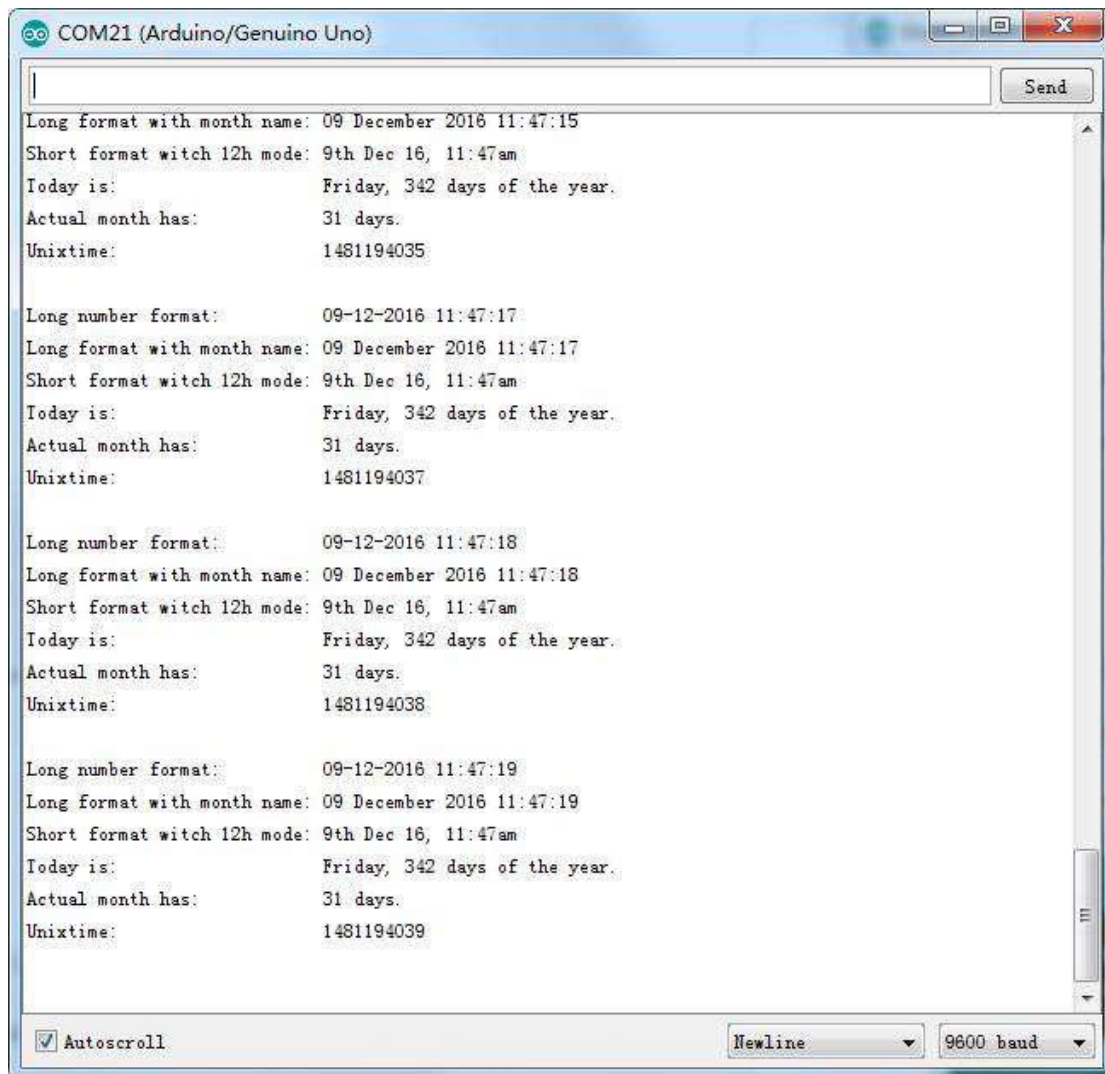 COM21 (Arduino/Genuino Uno)
Send
Long format with month name: 09 December 2016 11:47:15
Short format witch 12h mode: 9th Dec 16, 11:47am
Today is: Friday, 342 days of the year.
Actual month has: 31 days.
Unixtime: 1481194035
Long number format: 09-12-2016 11:47:17
Long format with month name: 09 December 2016 11:47:17
Short format witch 12h mode: 9th Dec 16, 11:47am
Today is: Friday, 342 days of the year.
Actual month has: 31 days.
Unixtime: 1481194037
Long number format: 09-12-2016 11:47:18
Long format with month name: 09 December 2016 11:47:18
Short format witch 12h mode: 9th Dec 16, 11:47am
Today is: Friday, 342 days of the year.
Actual month has: 31 days.
Unixtime: 1481194038
Long number format: 09-12-2016 11:47:19
Long format with month name: 09 December 2016 11:47:19
Short format witch 12h mode: 9th Dec 16, 11:47am
Today is: Friday, 342 days of the year.
Actual month has: 31 days.
Unixtime: 1481194039
Autoscroll Newline 9600 baud